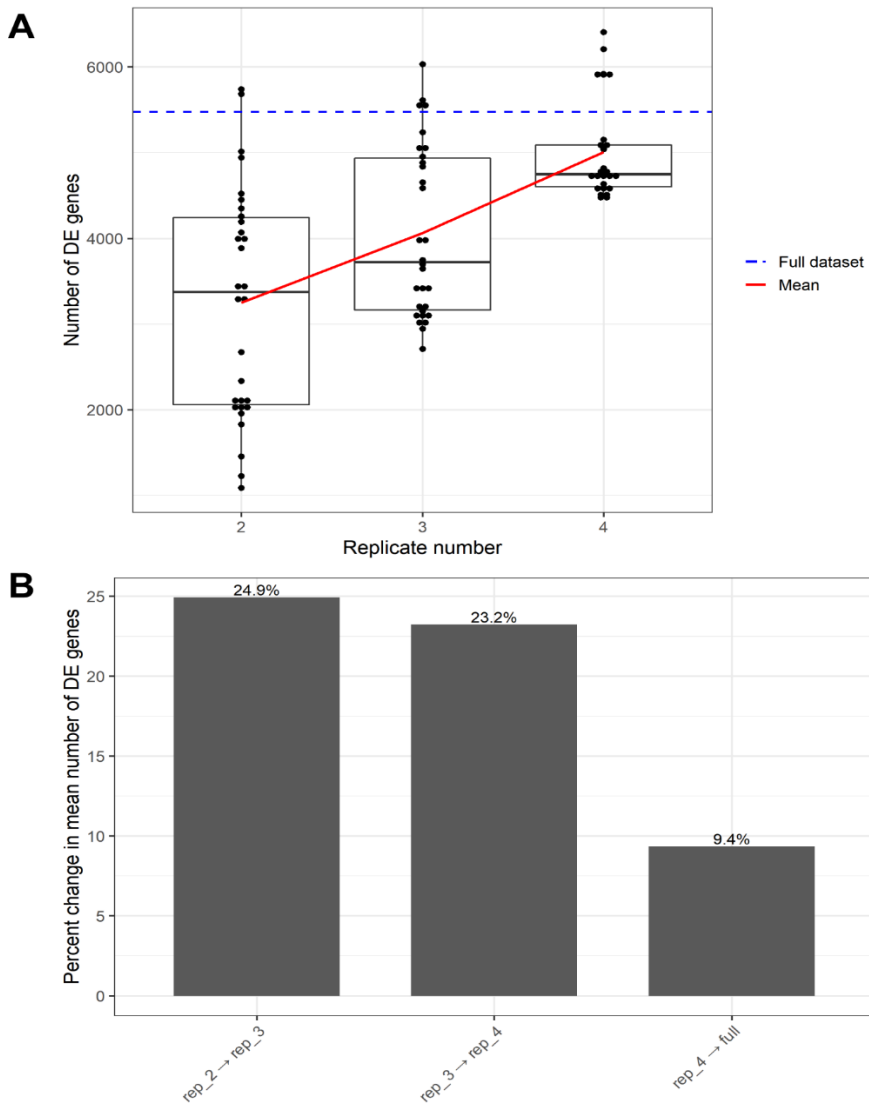 A
Number of DE genes
6000
4000
2000
2
3
4
Replicate number
Full dataset
Mean
B
Percent change in mean number of DE genes
25
20
15
10
5
0
24.9%
23.2%
9.4%
rep_2 → rep_3
rep_3 → rep_4
rep_4 → full